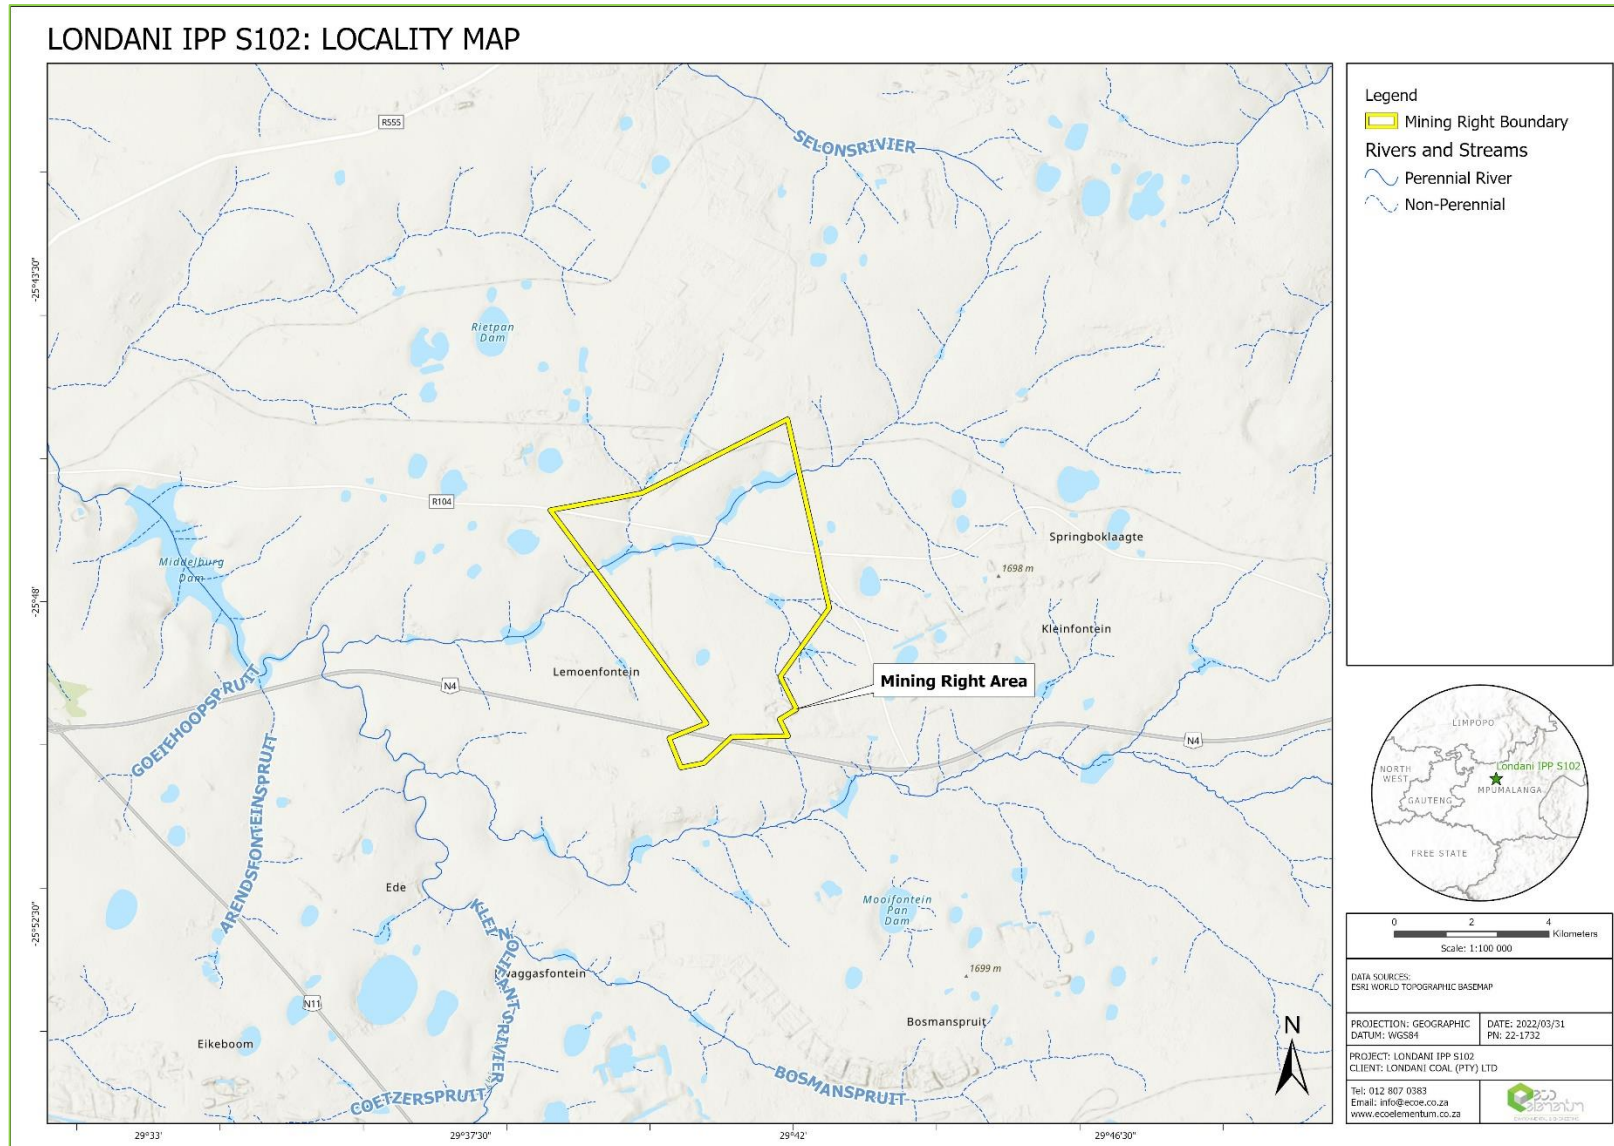 LONDANI IPP S102: LOCALITY MAP
R555
SELONSRIVIER
Rietpan
Dam
R104
Middelburg
Dam
Springboklaagte
1698 m
Kleinfontein
Lemoenfontein
Mining Right Area
N4
N4
GOEIEHOOPSPRUIT
ARENDSFONTEINSPRUIT
Ede
Mooifontein
Pan
Dam
1699 m
N11
Bosmanspruit
Eikeboom
BOSMANSPRUIT
COETZERSPRUIT
-25°43'30"
-25°48'
-25°52'30"
29°33'
29°37'30"
29°42'
29°46'30"
N
Legend
Mining Right Boundary
Rivers and Streams
Perennial River
Non-Perennial
LIMPOPO
NORTH
WEST
Londani IPP S102
MPUMALANGA
GAUTENG
FREE STATE
0 2 4
Kilometers
Scale: 1:100 000
DATA SOURCES:
ESRI WORLD TOPOGRAPHIC BASEMAP
PROJECTION: GEOGRAPHIC
DATUM: WGS84
DATE: 2022/03/31
PN: 22-1732
PROJECT: LONDANI IPP S102
CLIENT: LONDANI COAL (PTY) LTD
Tel: 012 807 0383
Email: info@ecoe.co.za
www.ecoelementum.co.za
eco
elementum